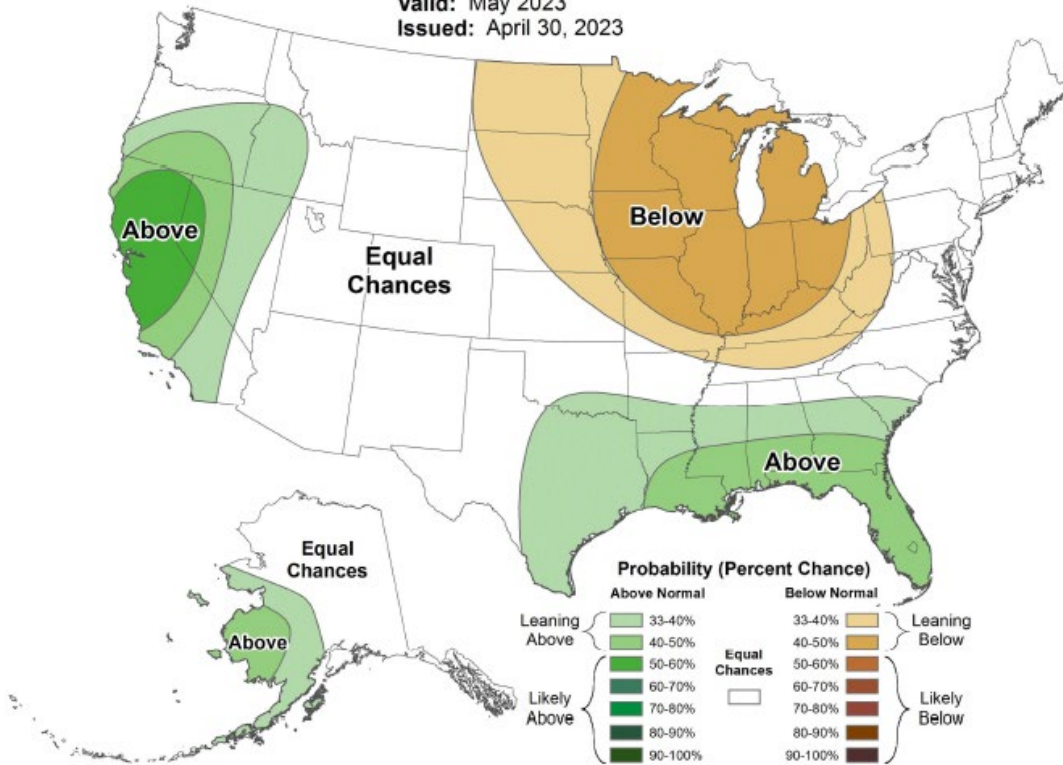 Valid: May 2023
Issued: April 30, 2023
Above
Equal
Chances
Below
Above
Equal
Chances
Above
Probability (Percent Chance)
Above Normal
Below Normal
Leaning
Above
33-40%
40-50%
Likely
Above
50-60%
60-70%
70-80%
80-90%
90-100%
Equal
Chances
33-40%
40-50%
Leaning
Below
50-60%
60-70%
70-80%
80-90%
90-100%
Likely
Below